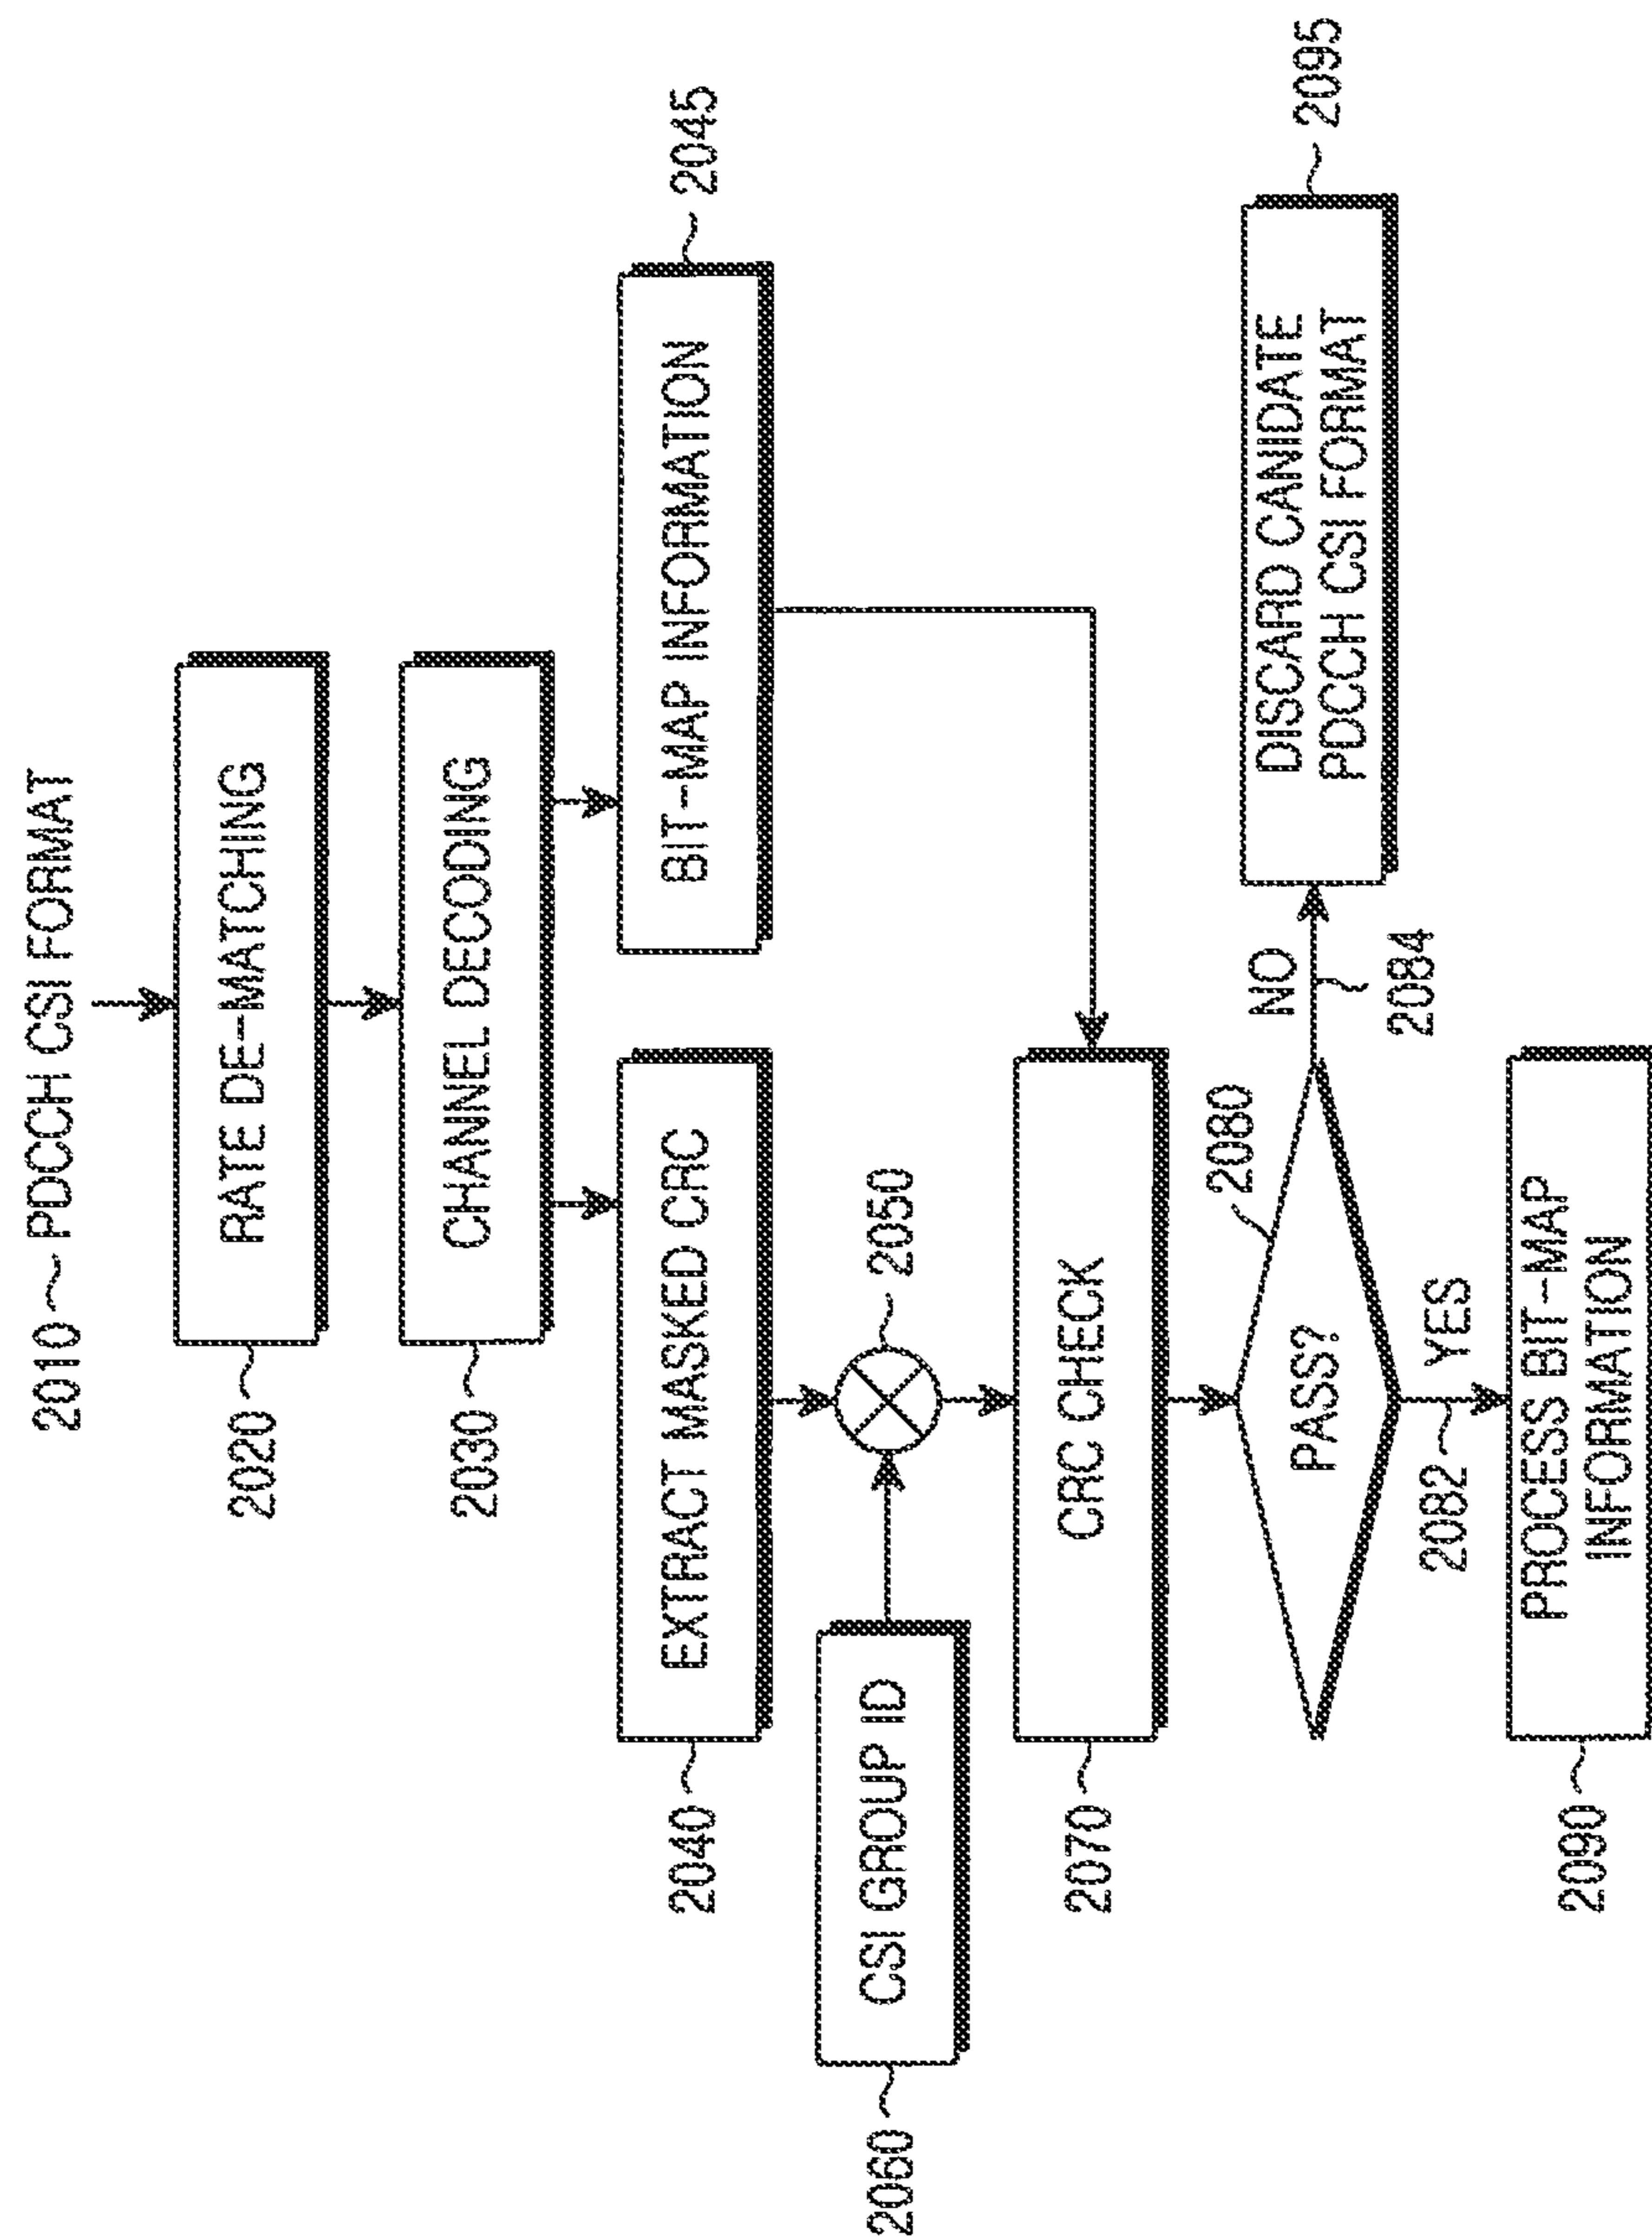 2010 PDCCH CSI FORMAT
2020
RATE DE-MATCHING
2030
CHANNEL DECODING
2040
EXTRACT MASKED CRC
BIT-MAP INFORMATION
2045
2060
CSI GROUP ID
2050
2070
CRC CHECK
2080
PASS?
NO
2084
DISCARD CANDIDATE
PDCCH CSI FORMAT
2095
2082
YES
2090
PROCESS BIT-MAP
INFORMATION